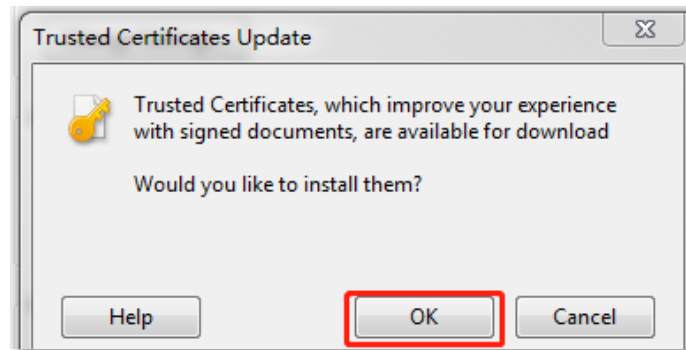 Trusted Certificates Update
Trusted Certificates, which improve your experience
with signed documents, are available for download
Would you like to install them?
Help
OK
Cancel